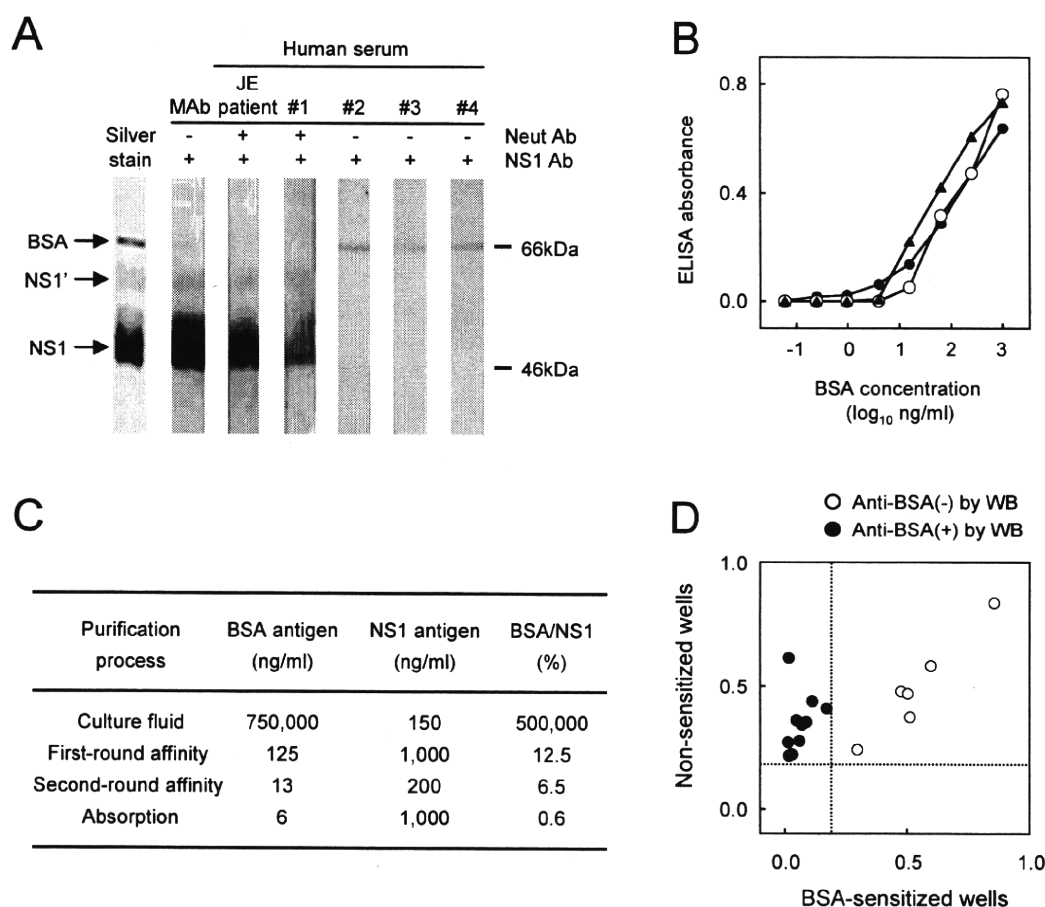 A
Human serum
JE
MAb patient #1 #2 #3 #4
Silver - + + - - - Neut Ab
stain + + + + + + NS1 Ab
BSA
NS1’
NS1
66kDa
46kDa
B
ELISA absorbance
0.8
0.4
0.0
-1 0 1 2 3
BSA concentration
(log10 ng/ml)
C
Purification BSA antigen NS1 antigen BSA/NS1
process (ng/ml) (ng/ml) (%)
Culture fluid 750,000 150 500,000
First-round affinity 125 1,000 12.5
Second-round affinity 13 200 6.5
Absorption 6 1,000 0.6
D
Anti-BSA(-) by WB
Anti-BSA(+) by WB
Non-sensitized wells
1.0
0.5
0.0
0.0 0.5 1.0
BSA-sensitized wells